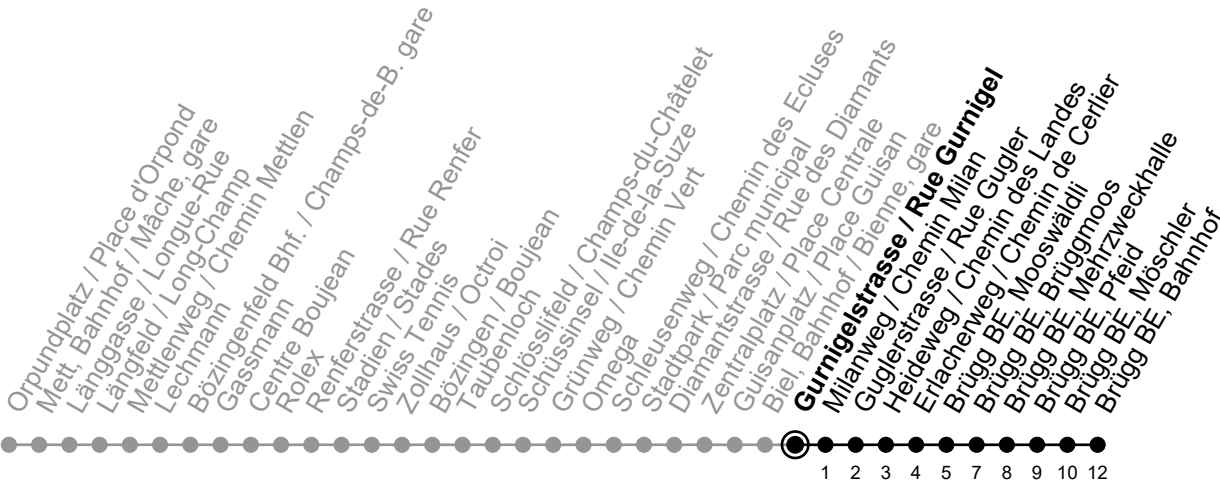 Orpundplatz / Place d'Orpond
Mett, Bahnhof / Mâche, gare
Länggasse / Longue-Rue
Längfeld / Long-Champ
Mettlenweg / Chemin Mettlen
Lechmann
Bözingenfeld Bhf. / Champs-de-B. gare
Gassmann
Centre Boujean
Rolex
Renferstrasse / Rue Renfer
Stadien / Stades
Swiss Tennis
Zollhaus / Octroi
Bözingen / Boujean
Taubenloch
Schlösslifeld / Champs-du-Châtelet
Schüssinsel / Ile-de-la-Suze
Grünweg / Chemin Vert
Omega
Schleusenweg / Chemin des Ecluses
Stadtpark / Parc municipal
Diamantstrasse / Rue des Diamants
Zentralplatz / Place Centrale
Guisanplatz / Place Guisan
Biel, Bahnhof / Bienne, gare
Gurnigelstrasse / Rue Gurnigel
Milanweg / Chemin Milan
Guglerstrasse / Rue Gugler
Heideweg / Chemin des Landes
Erlacherweg / Chemin de Cerlier
Brügg BE, Mooswäldli
Brügg BE, Brüggmoos
Brügg BE, Mehrzweckhalle
Brügg BE, Pfeid
Brügg BE, Möschler
Brügg BE, Bahnhof
1 2 3 4 5 7 8 9 10 12